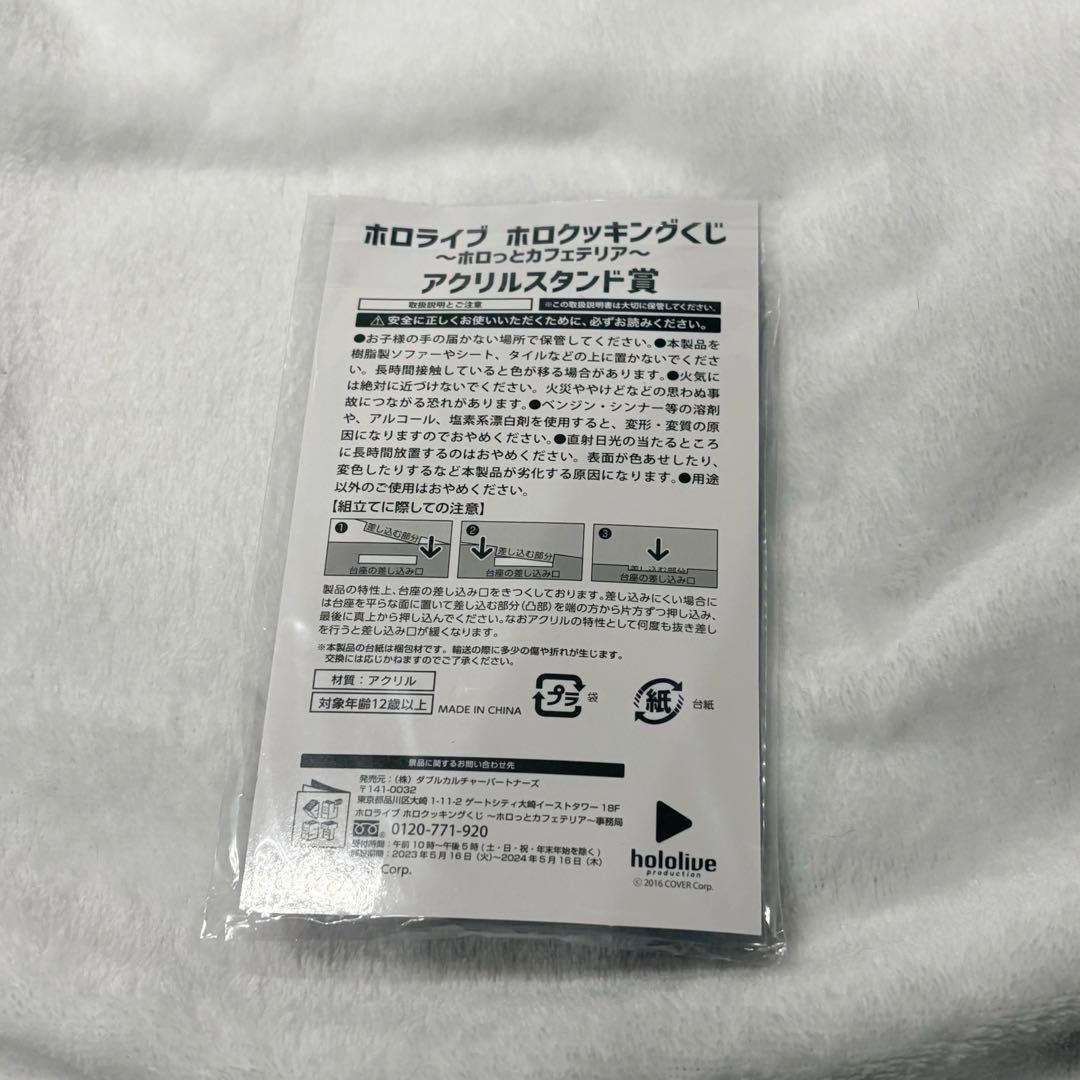 ホロライブ ホロクッキングくじ
〜ホロっとカフェテリア〜
アクリルスタンド賞
取扱説明とご注意 ※この取扱説明書は大切に保管してください。
⚠安全に正しくお使いいただくために、必ずお読みください。
●お子様の手の届かない場所で保管してください。●本製品を
樹脂製ソファーやシート、タイルなどの上に置かないでくださ
い。長時間接触していると色が移る場合があります。●火気に
は絶対に近づけないでください。火災ややけどなどの思わぬ事
故につながる恐れがあります。●ベンジン・シンナー等の溶剤
や、アルコール、塩素系漂白剤を使用すると、変形・変質の原
因になりますのでおやめください。●直射日光の当たるところ
に長時間放置するのはおやめください。表面が色あせしたり、
変色したりするなど本製品が劣化する原因になります。●用途
以外のご使用はおやめください。
【組立てに際しての注意】
1 差し込む部分 台座の差し込み口
2 差し込む部分 台座の差し込み口
3 差し込む部分 台座の差し込み口
製品の特性上、台座の差し込み口をきつくしております。差し込みにくい場合に
は台座を平らな面に置いて差し込む部分(凸部)を端の方から片方ずつ押し込み、
最後に真上から押し込んでください。なおアクリルの特性として何度も抜き差し
を行うと差し込み口が緩くなります。
※本製品の台紙は梱包材です。輸送の際に多少の傷や折れが生じます。
交換には応じかねますのでご了承ください。
材質:アクリル
対象年齢12歳以上 MADE IN CHINA プラ 袋 紙 台紙
景品に関するお問い合わせ先
発売元:(株)ダブルカルチャーパートナーズ
〒141-0032
東京都品川区大崎 1-11-2 ゲートシティ大崎イーストタワー 18F
ホロライブ ホロクッキングくじ 〜ホロっとカフェテリア〜事務局
0120-771-920
受付時間:午前10時〜午後5時(土・日・祝・年末年始を除く)
2023年5月16日(火)〜2024年5月16日(木)
Corp.
hololive
production
© 2016 COVER Corp.